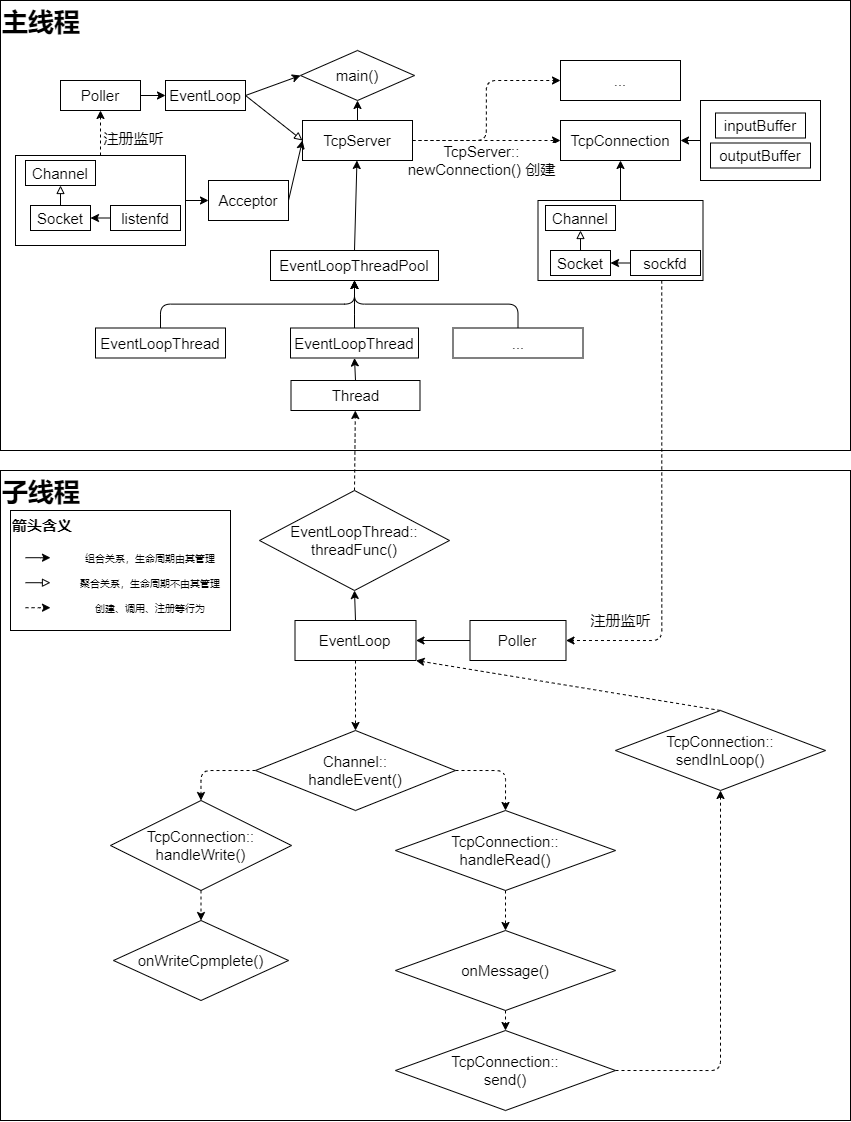 主线程
main()
Poller
EventLoop
...
注册监听
TcpServer
TcpConnection
inputBuffer
outputBuffer
TcpServer::
newConnection() 创建
Channel
Socket
listenfd
Acceptor
Channel
Socket
sockfd
EventLoopThreadPool
EventLoopThread
EventLoopThread
...
Thread
子线程
箭头含义
组合关系，生命周期由其管理
聚合关系，生命周期不由其管理
创建、调用、注册等行为
EventLoopThread::
threadFunc()
EventLoop
Poller
注册监听
TcpConnection::
sendInLoop()
Channel::
handleEvent()
TcpConnection::
handleWrite()
TcpConnection::
handleRead()
onWriteCpmplete()
onMessage()
TcpConnection::
send()